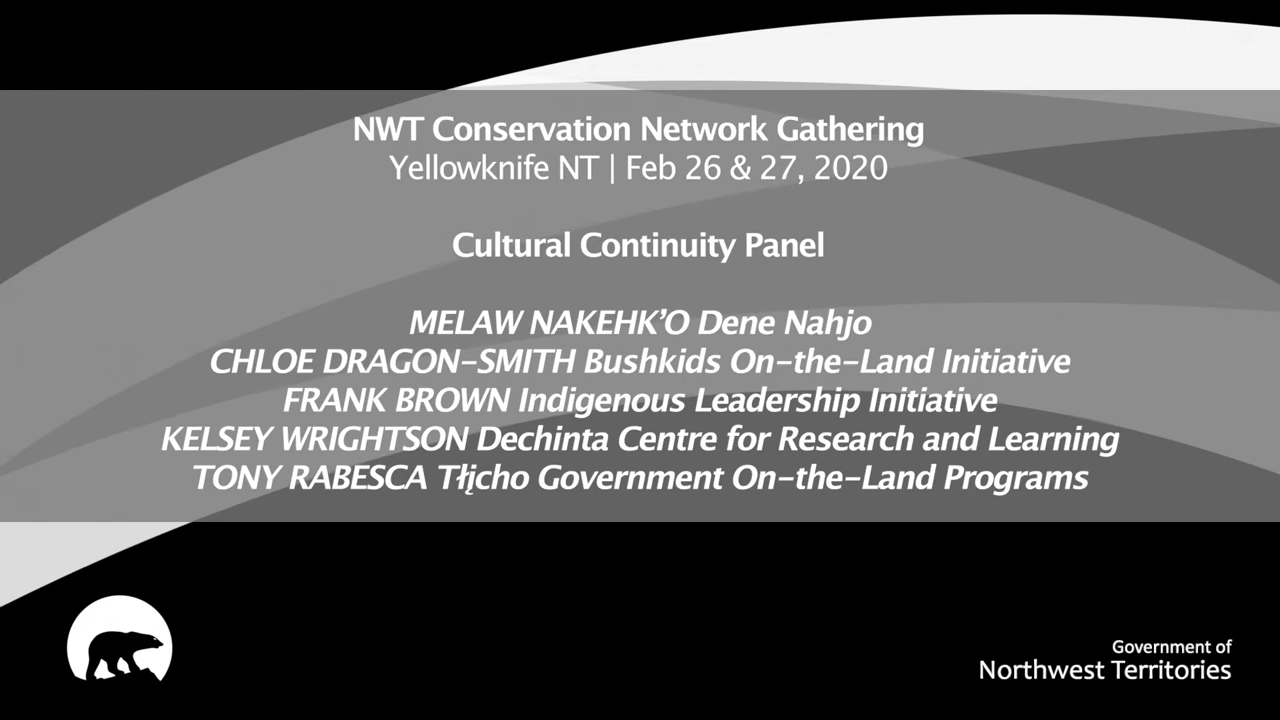 NWT Conservation Network Gathering
Yellowknife NT | Feb 26 & 27, 2020
Cultural Continuity Panel
MELAW NAKEHK’O Dene Nahjo
CHLOE DRAGON-SMITH Bushkids On-the-Land Initiative
FRANK BROWN Indigenous Leadership Initiative
KELSEY WRIGHTSON Dechinta Centre for Research and Learning
TONY RABESCA Tłįcho Government On-the-Land Programs
Government of
Northwest Territories